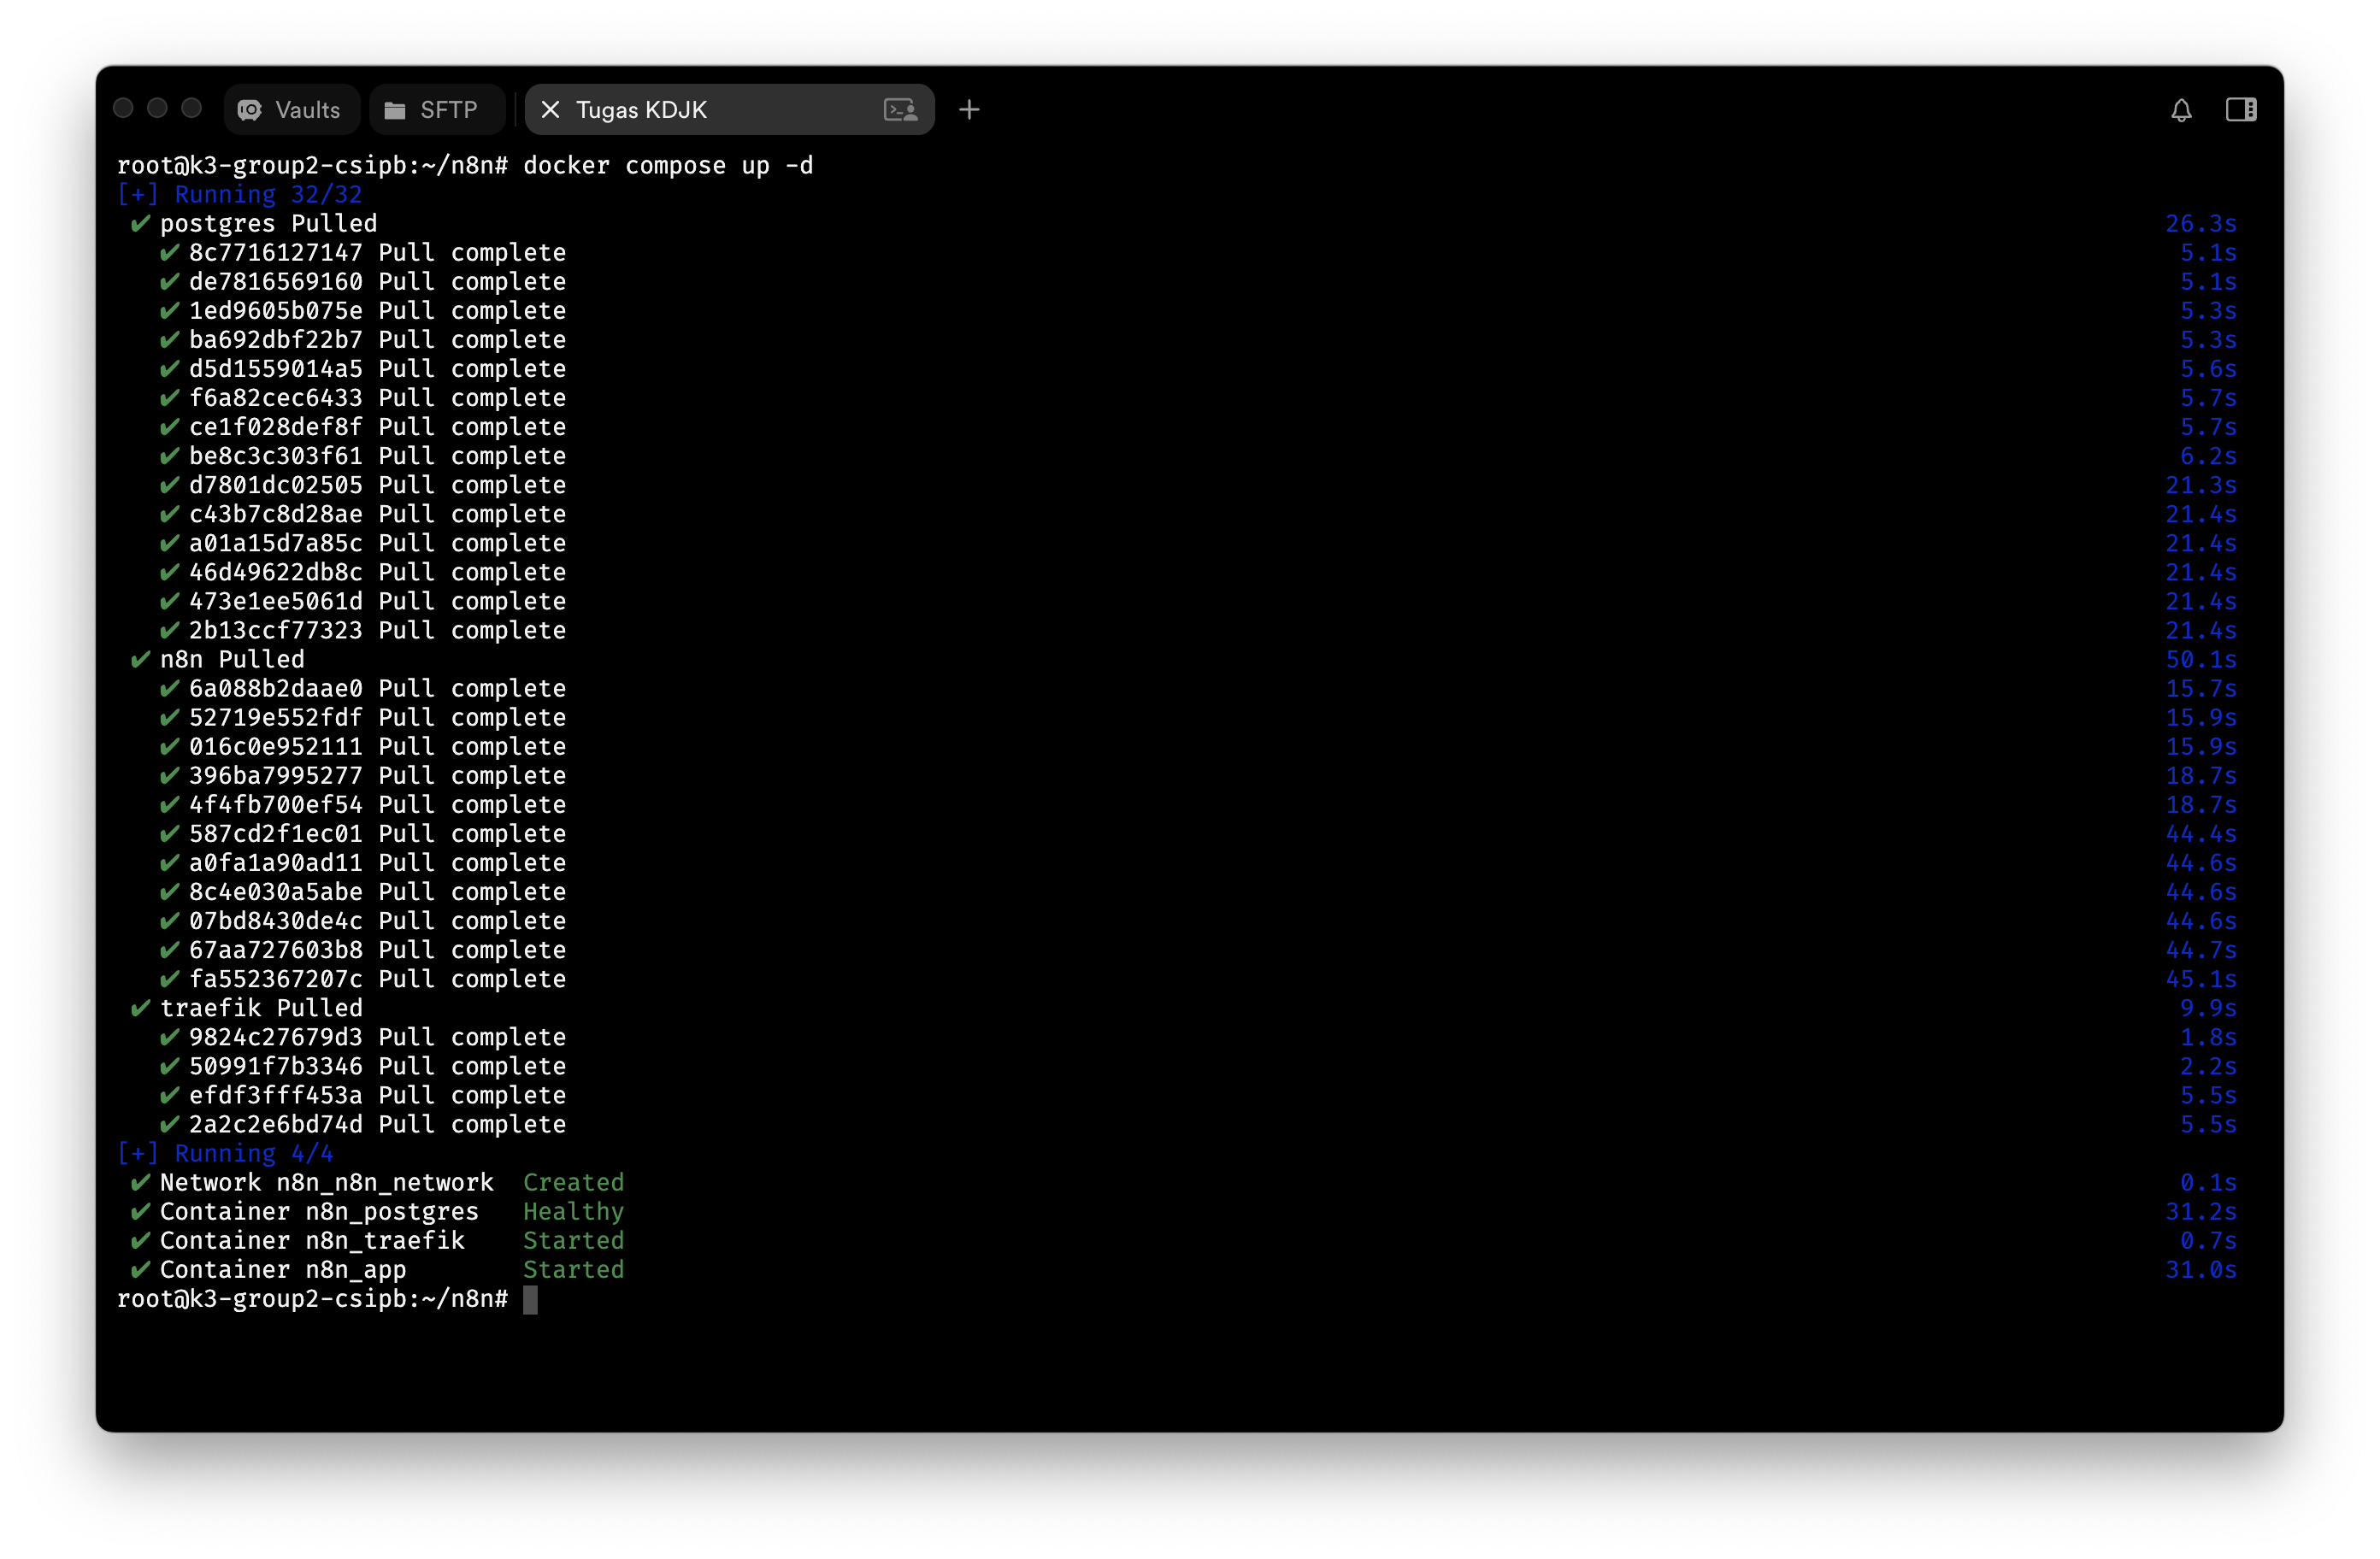 Vaults SFTP Tugas KDJK
root@k3-group2-csipb:~/n8n# docker compose up -d
[+] Running 32/32
✔ postgres Pulled 26.3s
✔ 8c7716127147 Pull complete 5.1s
✔ de7816569160 Pull complete 5.1s
✔ 1ed9605b075e Pull complete 5.3s
✔ ba692dbf22b7 Pull complete 5.3s
✔ d5d1559014a5 Pull complete 5.6s
✔ f6a82cec6433 Pull complete 5.7s
✔ ce1f028def8f Pull complete 5.7s
✔ be8c3c303f61 Pull complete 6.2s
✔ d7801dc02505 Pull complete 21.3s
✔ c43b7c8d28ae Pull complete 21.4s
✔ a01a15d7a85c Pull complete 21.4s
✔ 46d49622db8c Pull complete 21.4s
✔ 473e1ee5061d Pull complete 21.4s
✔ 2b13ccf77323 Pull complete 21.4s
✔ n8n Pulled 50.1s
✔ 6a088b2daae0 Pull complete 15.7s
✔ 52719e552fdf Pull complete 15.9s
✔ 016c0e952111 Pull complete 15.9s
✔ 396ba7995277 Pull complete 18.7s
✔ 4f4fb700ef54 Pull complete 18.7s
✔ 587cd2f1ec01 Pull complete 44.4s
✔ a0fa1a90ad11 Pull complete 44.6s
✔ 8c4e030a5abe Pull complete 44.6s
✔ 07bd8430de4c Pull complete 44.6s
✔ 67aa727603b8 Pull complete 44.7s
✔ fa552367207c Pull complete 45.1s
✔ traefik Pulled 9.9s
✔ 9824c27679d3 Pull complete 1.8s
✔ 50991f7b3346 Pull complete 2.2s
✔ efdf3fff453a Pull complete 5.5s
✔ 2a2c2e6bd74d Pull complete 5.5s
[+] Running 4/4
✔ Network n8n_n8n_network Created 0.1s
✔ Container n8n_postgres Healthy 31.2s
✔ Container n8n_traefik Started 0.7s
✔ Container n8n_app Started 31.0s
root@k3-group2-csipb:~/n8n#